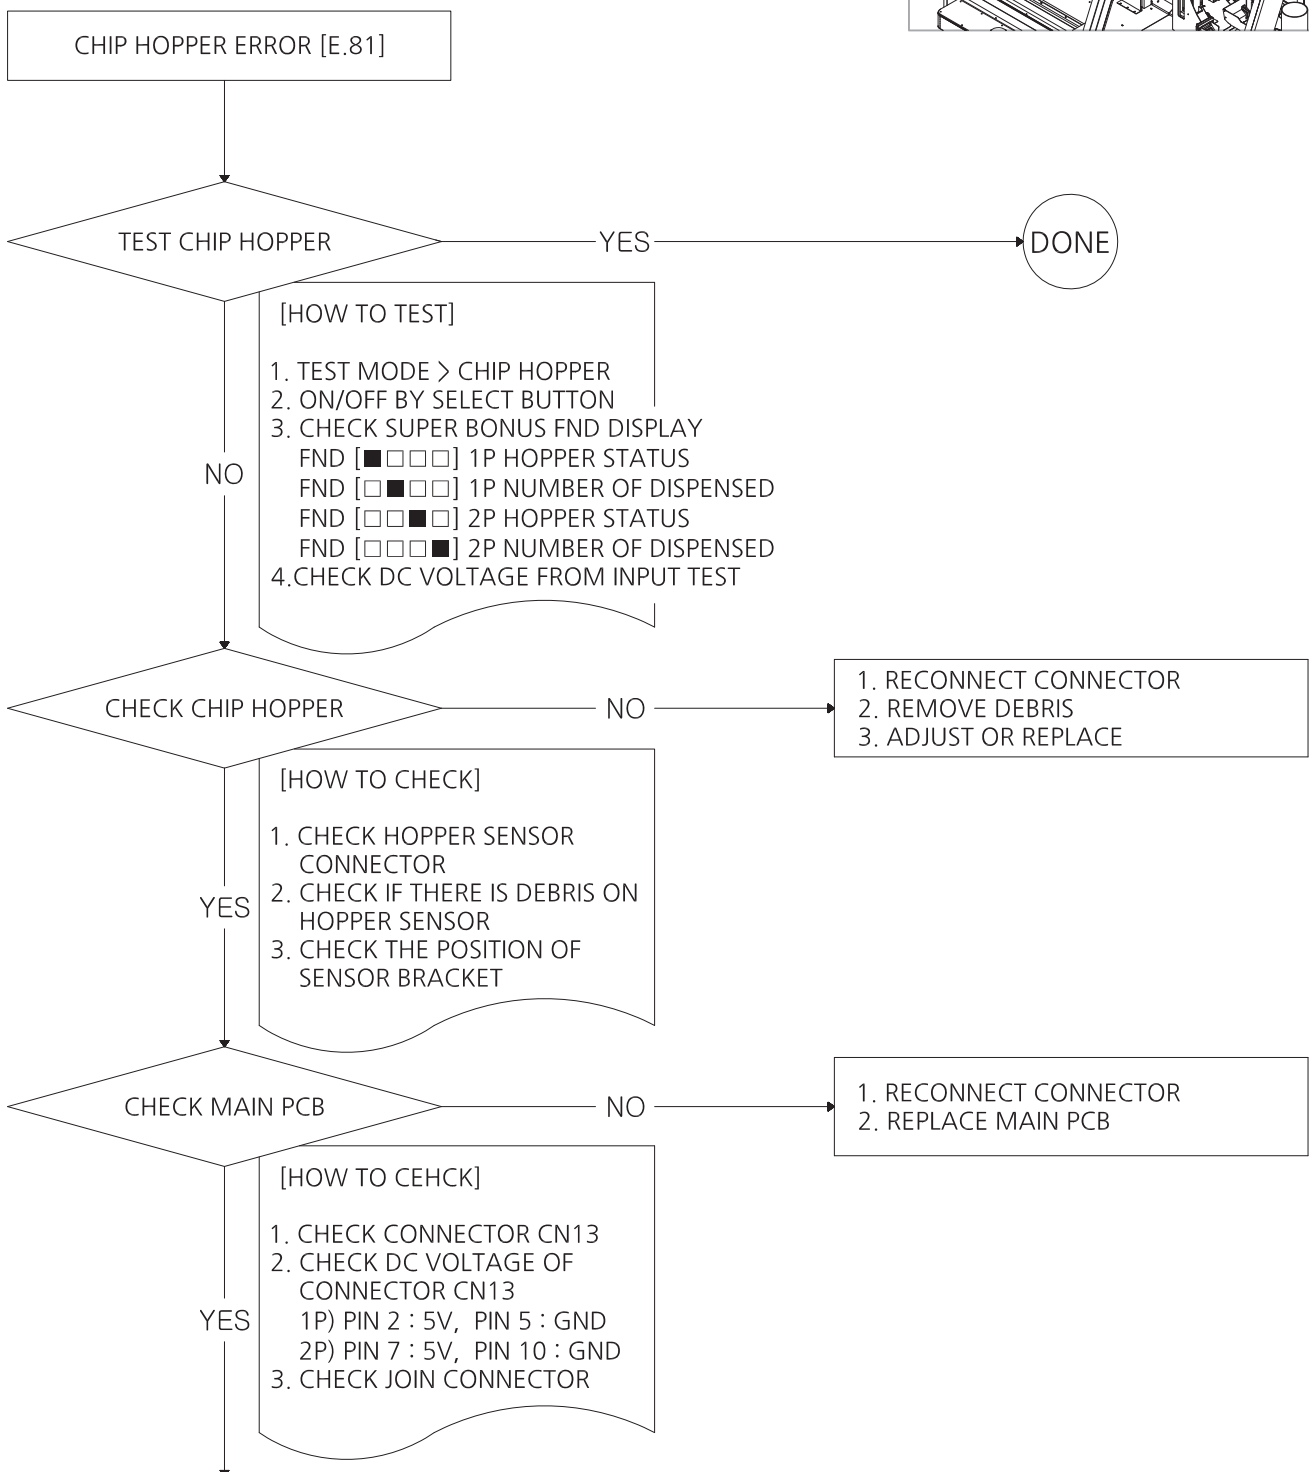 CHIP HOPPER ERROR [E.81]
TEST CHIP HOPPER
YES
DONE
[HOW TO TEST]
1. TEST MODE > CHIP HOPPER
2. ON/OFF BY SELECT BUTTON
3. CHECK SUPER BONUS FND DISPLAY
FND [■□□□] 1P HOPPER STATUS
FND [□■□□] 1P NUMBER OF DISPENSED
FND [□□■□] 2P HOPPER STATUS
FND [□□□■] 2P NUMBER OF DISPENSED
4.CHECK DC VOLTAGE FROM INPUT TEST
NO
CHECK CHIP HOPPER
NO
1. RECONNECT CONNECTOR
2. REMOVE DEBRIS
3. ADJUST OR REPLACE
[HOW TO CHECK]
1. CHECK HOPPER SENSOR
CONNECTOR
2. CHECK IF THERE IS DEBRIS ON
HOPPER SENSOR
3. CHECK THE POSITION OF
SENSOR BRACKET
YES
CHECK MAIN PCB
NO
1. RECONNECT CONNECTOR
2. REPLACE MAIN PCB
[HOW TO CEHCK]
1. CHECK CONNECTOR CN13
2. CHECK DC VOLTAGE OF
CONNECTOR CN13
1P) PIN 2 : 5V, PIN 5 : GND
2P) PIN 7 : 5V, PIN 10 : GND
3. CHECK JOIN CONNECTOR
YES